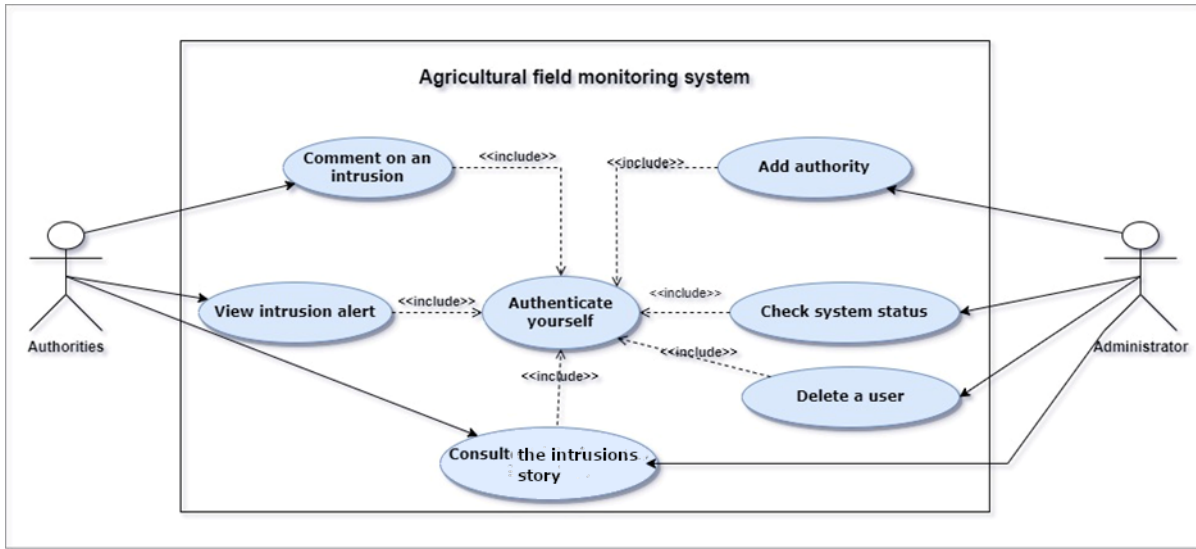 Agricultural field monitoring system
Comment on an
intrusion
<<include>>
<<include>>
Add authority
View intrusion alert
<<include>>
Authenticate
yourself
<<include>>
Check system status
Authorities
Administrator
<<include>>
Delete a user
<<include>>
Consult the intrusions
story